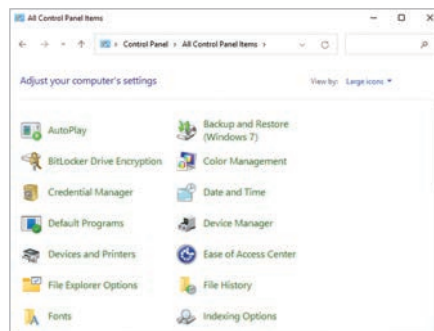 All Control Panel Items
Control Panel > All Control Panel Items >
Adjust your computer's settings
View by: Large icons
AutoPlay
Backup and Restore
(Windows 7)
BitLocker Drive Encryption
Color Management
Credential Manager
Date and Time
Default Programs
Device Manager
Devices and Printers
Ease of Access Center
File Explorer Options
File History
Fonts
Indexing Options